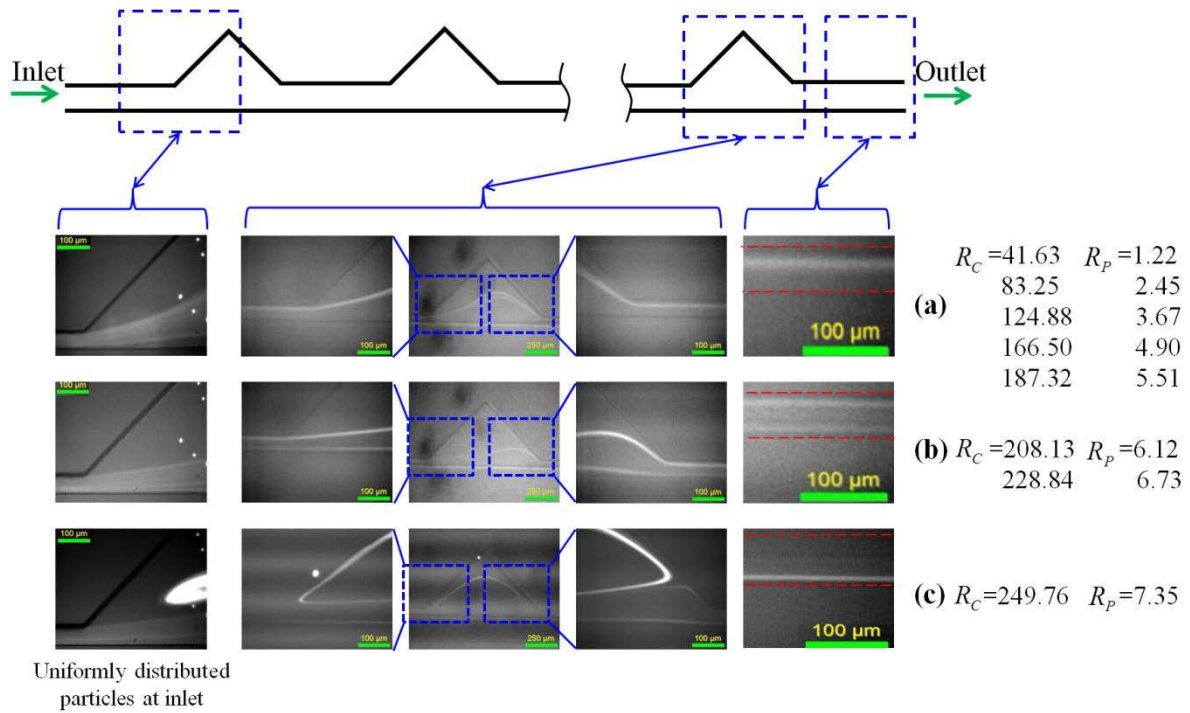 Inlet
Outlet
100 µm
100 µm
250 µm
100 µm
100 µm
(a)
R_C =41.63 R_P =1.22
83.25 2.45
124.88 3.67
166.50 4.90
187.32 5.51
100 µm
100 µm
250 µm
100 µm
100 µm
(b) R_C =208.13 R_P =6.12
228.84 6.73
100 µm
100 µm
250 µm
100 µm
100 µm
(c) R_C =249.76 R_P =7.35
Uniformly distributed
particles at inlet